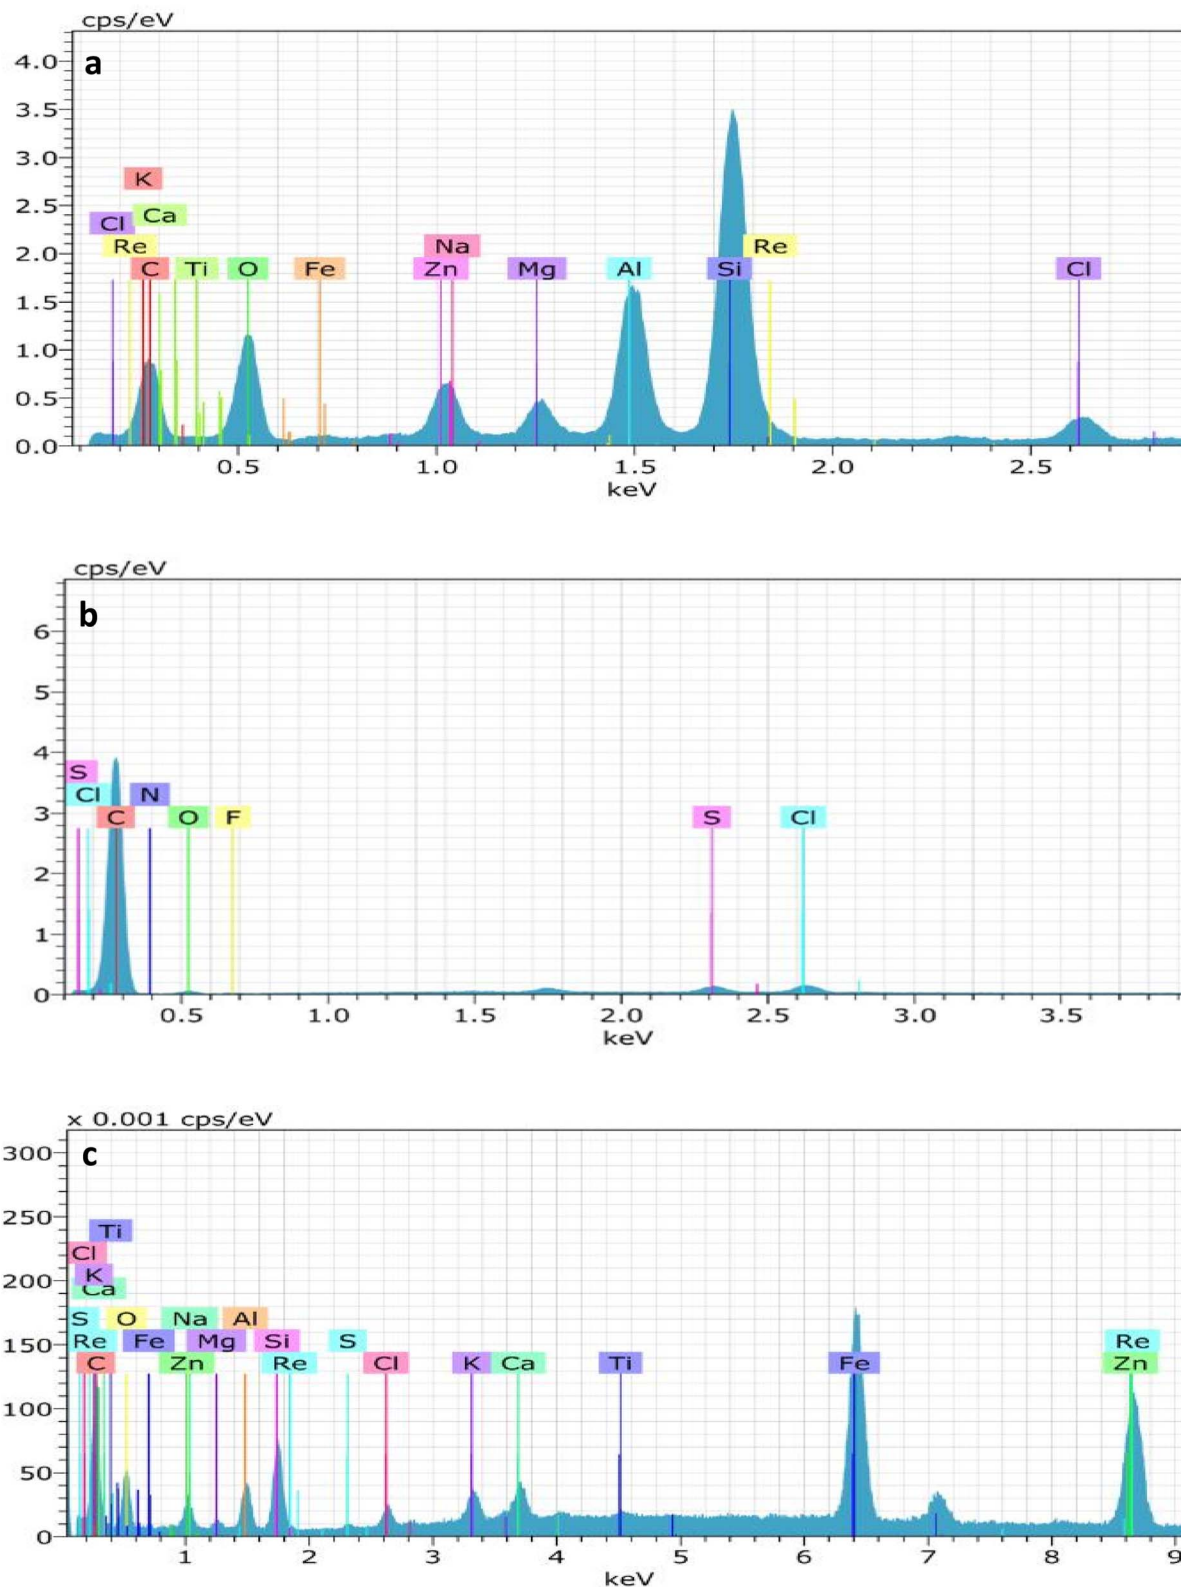 cps/eV
a
4.0
3.5
3.0
K
2.5
Cl Ca
2.0 Re Na Re
C Ti O Fe Zn Mg Al Si Cl
1.5
1.0
0.5
0.0
0.5 1.0 1.5 2.0 2.5
keV
cps/eV
b
6
5
4
S
Cl N
3 C O F S Cl
2
1
0
0.5 1.0 1.5 2.0 2.5 3.0 3.5
keV
x 0.001 cps/eV
c
300
250
Ti
Cl
200 K
Ca
S O Na Al
150 Re Fe Mg Si S Re
C Zn Re Cl K Ca Ti Fe Zn
100
50
0
1 2 3 4 5 6 7 8 9
keV